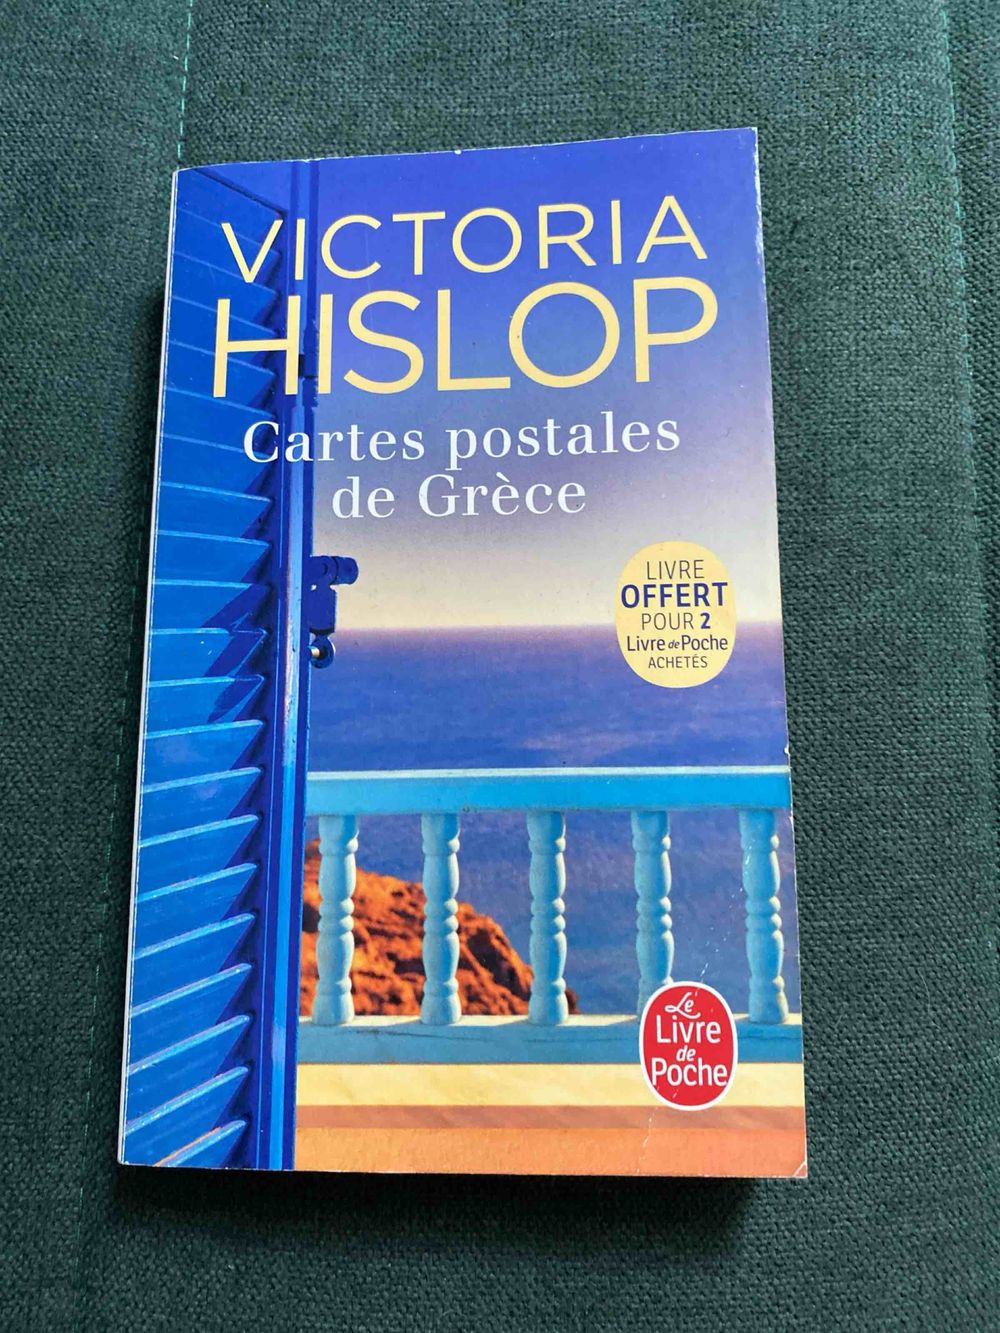 VICTORIA
HISLOP
Cartes postales
de Grèce
LIVRE
OFFERT
POUR 2
Livre de Poche
ACHETÉS
Le
Livre
de
Poche